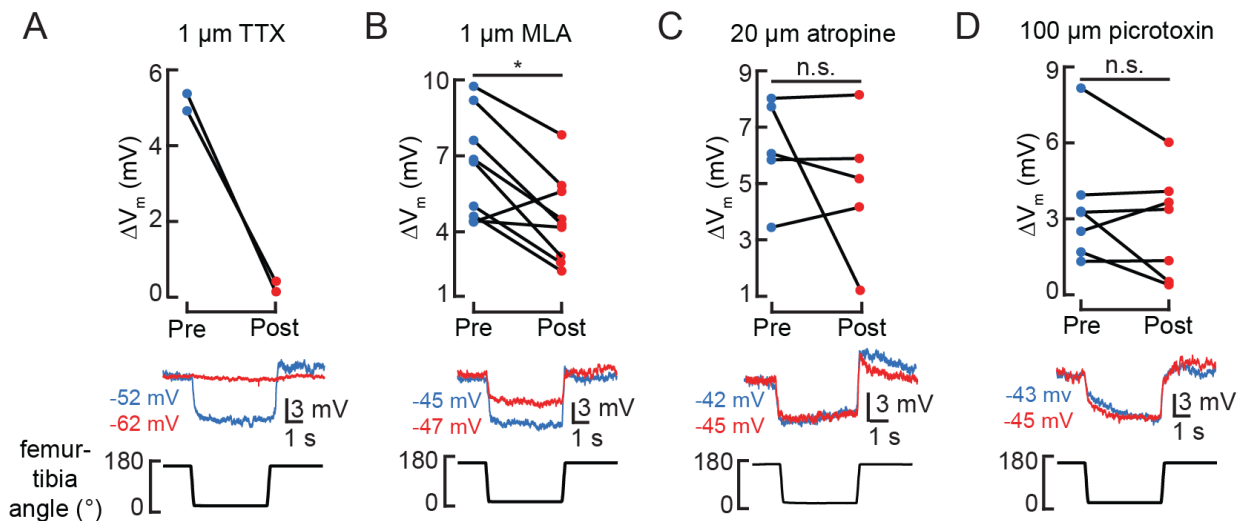 A
1 µm TTX
ΔVm (mV)
6
4
2
0
Pre
Post
-52 mV
-62 mV
3 mV
1 s
femur-
tibia
angle (°)
180
0
B
1 µm MLA
*
ΔVm (mV)
10
7
4
1
Pre
Post
-45 mV
-47 mV
3 mV
1 s
180
0
C
20 µm atropine
n.s.
ΔVm (mV)
9
7
5
3
1
Pre
Post
-42 mV
-45 mV
3 mV
1 s
180
0
D
100 µm picrotoxin
n.s.
ΔVm (mV)
9
6
3
0
Pre
Post
-43 mV
-45 mV
3 mV
1 s
180
0